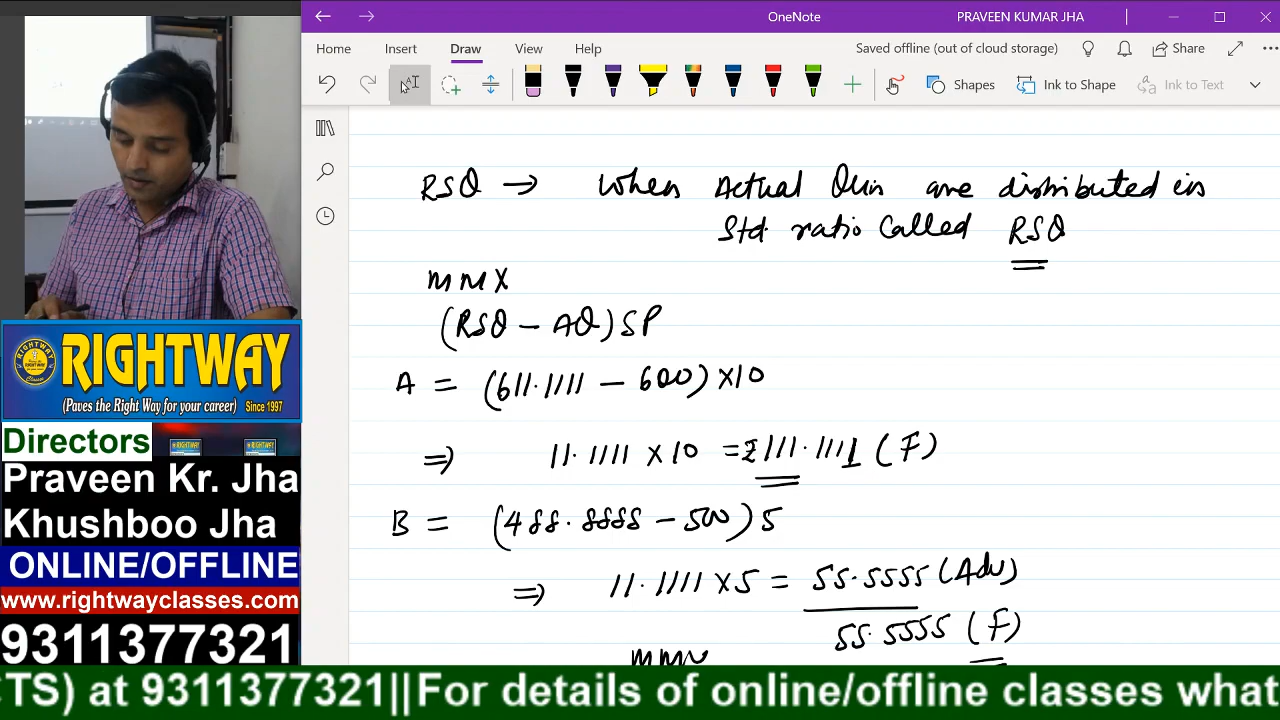 OneNote
PRAVEEN KUMAR JHA
Home Insert Draw View Help
Saved offline (out of cloud storage)
Share
Shapes
Ink to Shape
Ink to Text
RSQ → When Actual Qun are distributed in
Std. ratio called RSQ
MMX
(RSQ - AQ) SP
A = (611.1111 - 600) ×10
⇒ 11.1111 ×10 = ₹111.1111 (F)
B = (488.8888 - 500) 5
⇒ 11.1111 × 5 = 55.5555 (Adv)
55.5555 (F)
RIGHTWAY
(Paves the Right Way for your career) Since 1997
Directors
Praveen Kr. Jha
Khushboo Jha
ONLINE/OFFLINE
www.rightwayclasses.com
9311377321
CTS) at 9311377321||For details of online/offline classes what